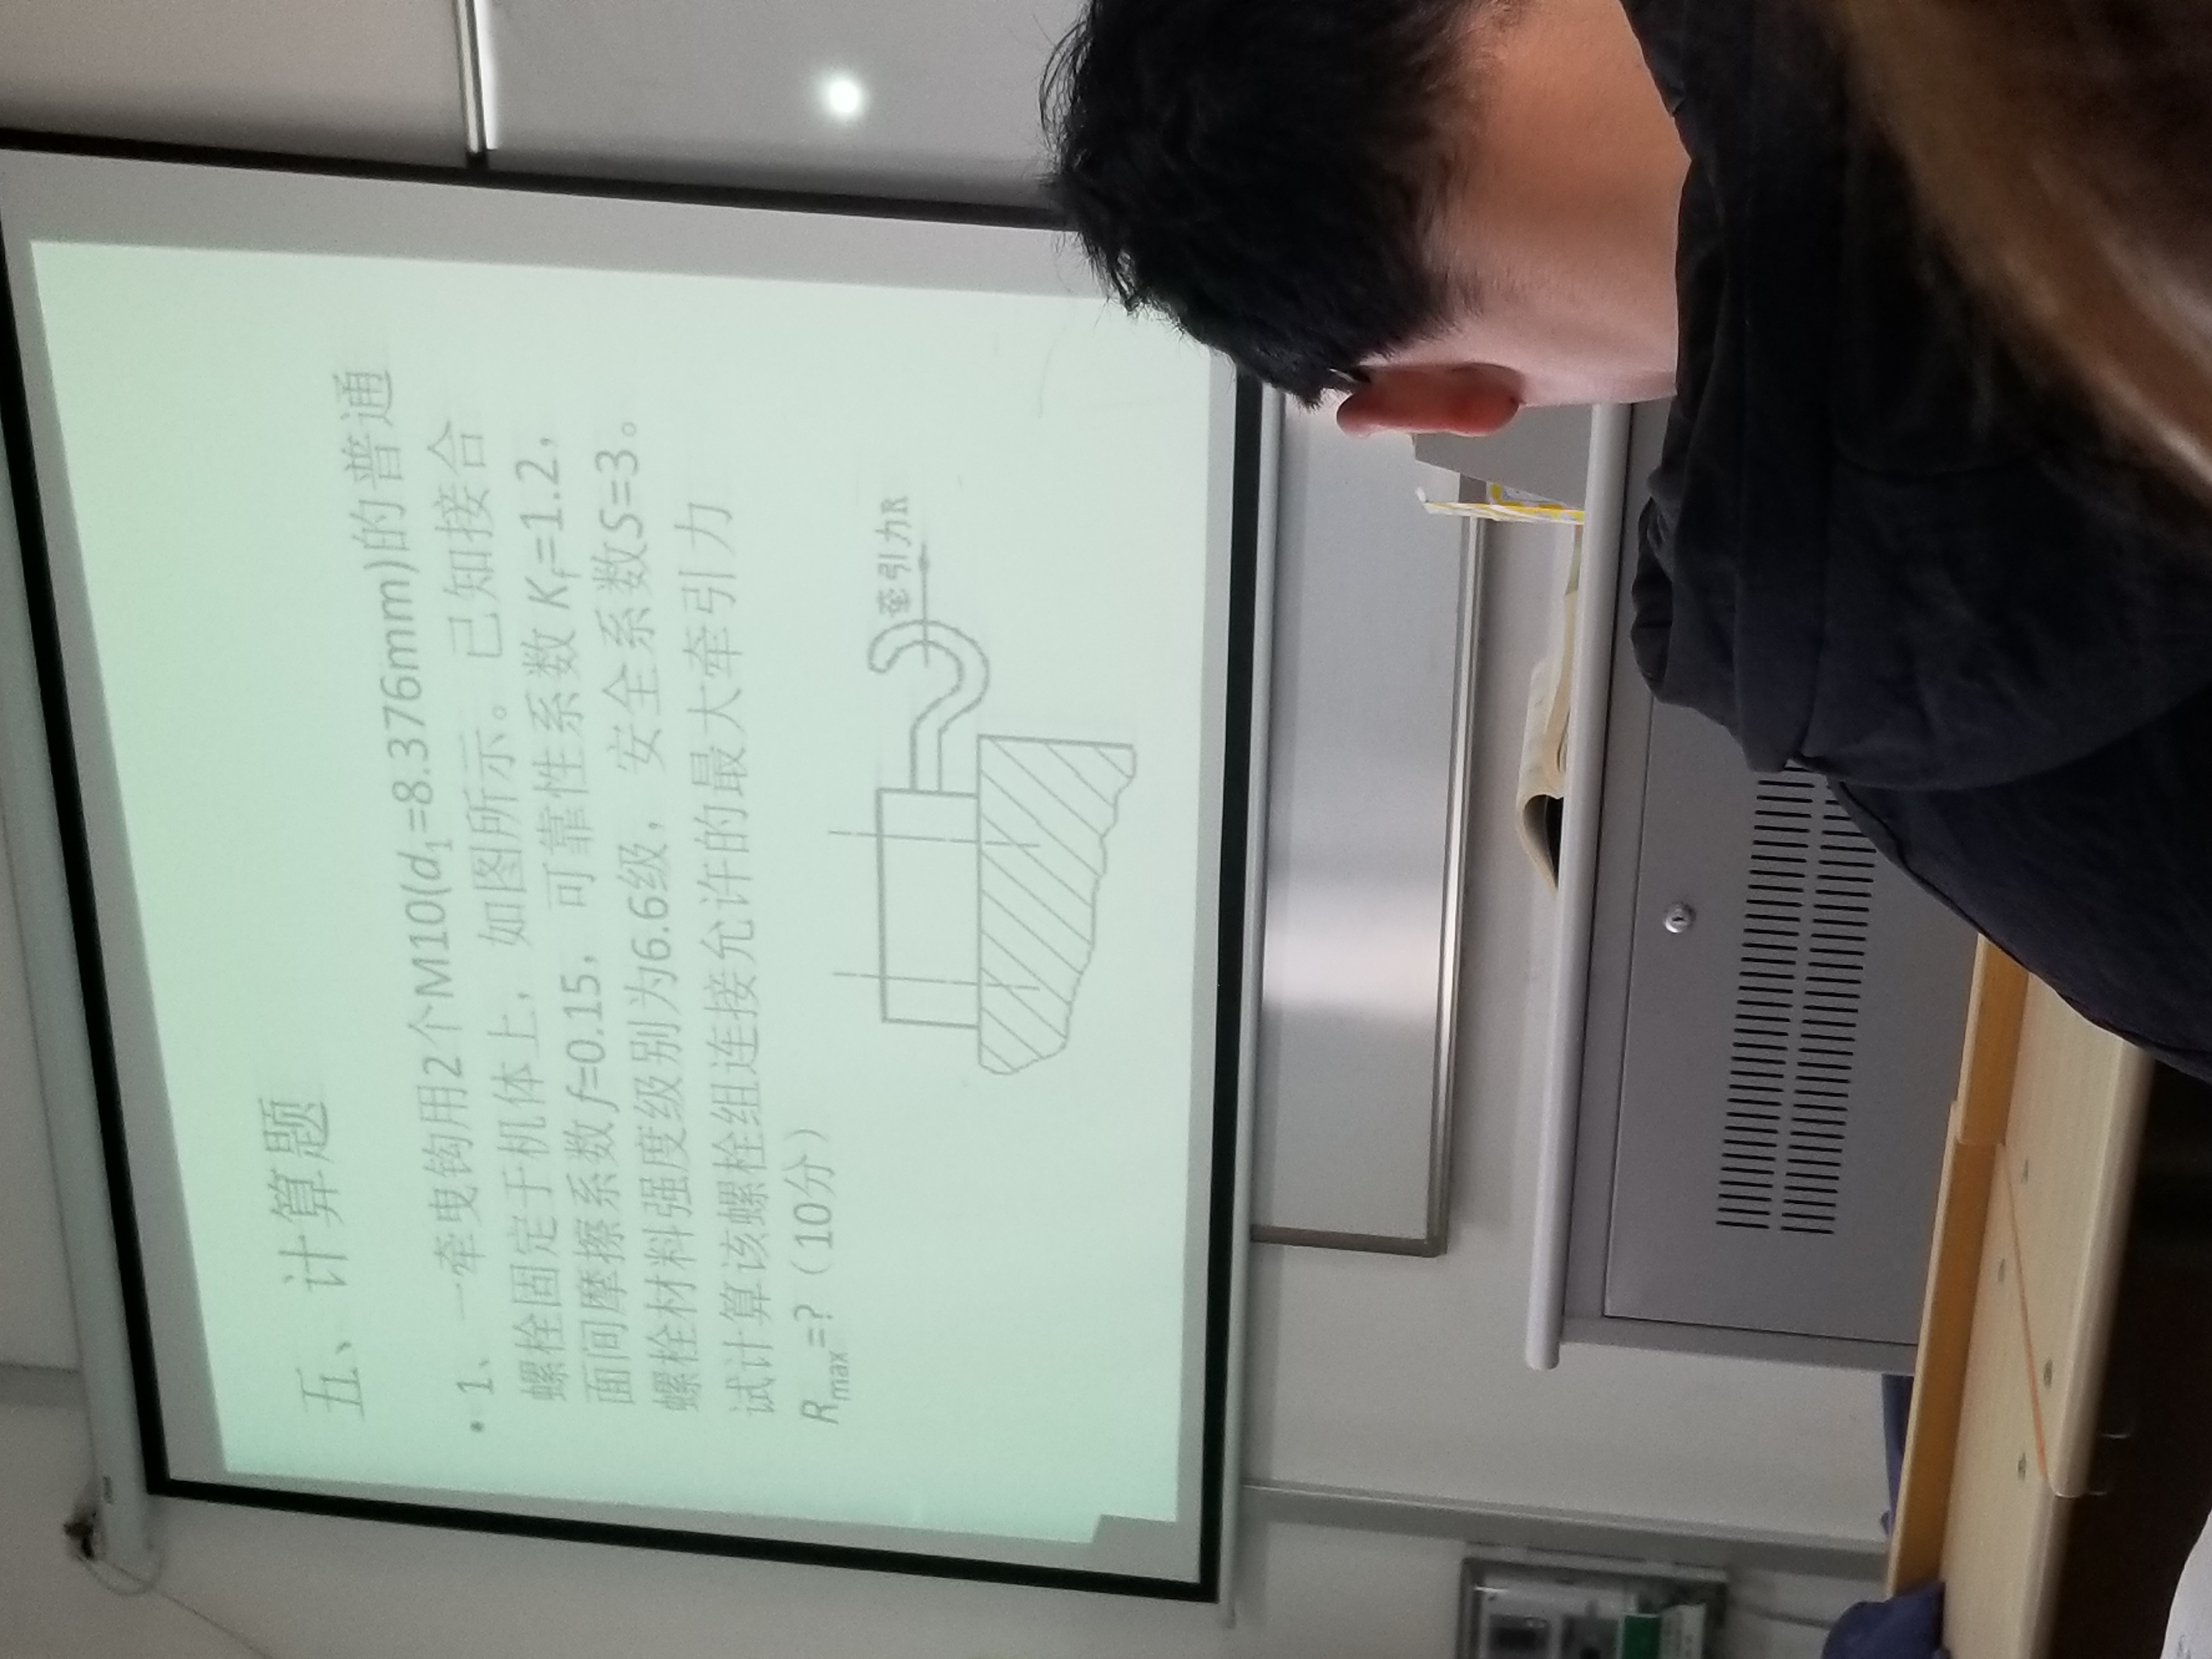 五、计算题
• 1、一牵曳钩用2个M10(d₁=8.376mm)的普通
螺栓固定于机体上，如图所示。已知接合
面间摩擦系数 f=0.15，可靠性系数 Kf=1.2，
螺栓材料强度级别为6.6级，安全系数S=3。
试计算该螺栓组连接允许的最大牵引力
Rmax=?（10分）
牵引力R